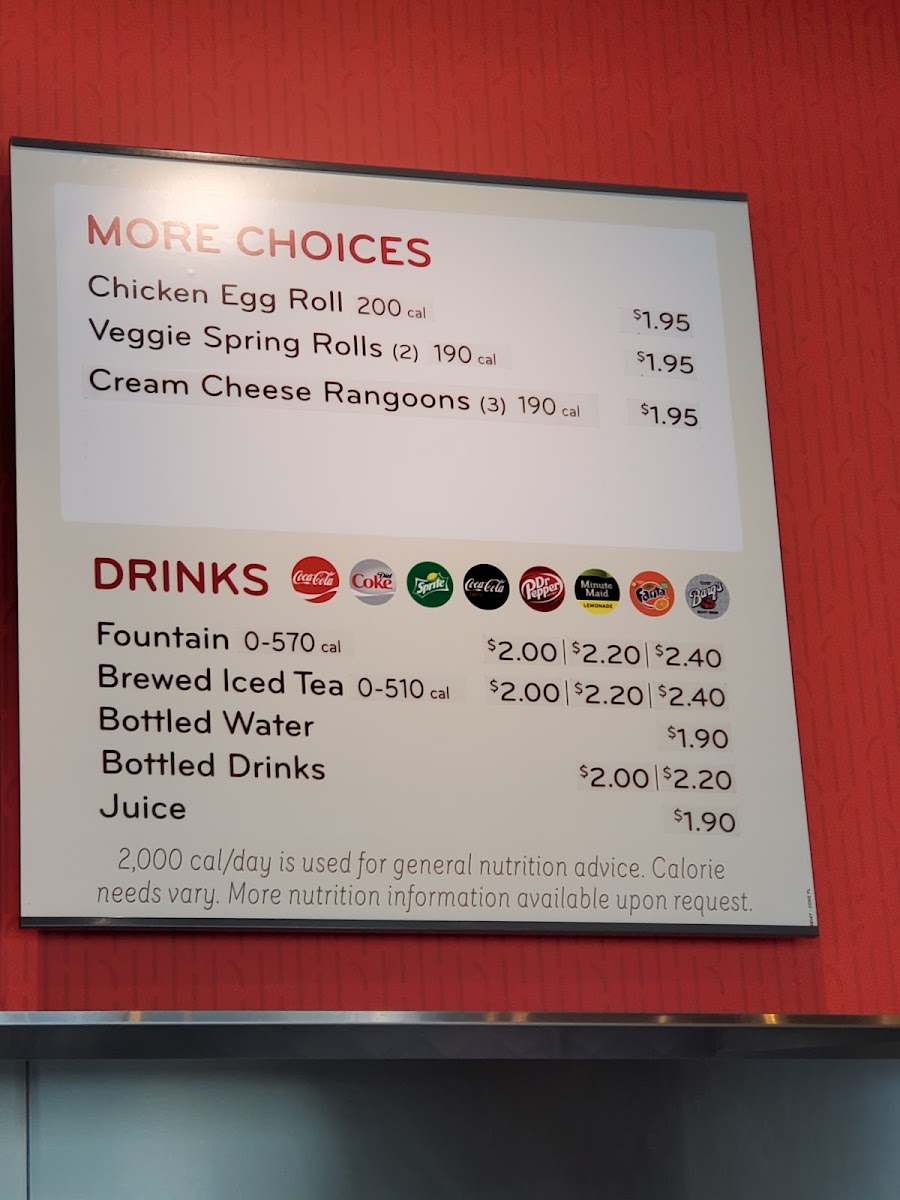 MORE CHOICES
Chicken Egg Roll 200 cal $1.95
Veggie Spring Rolls (2) 190 cal $1.95
Cream Cheese Rangoons (3) 190 cal $1.95
DRINKS Coca-Cola Diet Coke Sprite Coca-Cola Dr Pepper Minute Maid LEMONADE Fanta Barq's
Fountain 0-570 cal $2.00 | $2.20 | $2.40
Brewed Iced Tea 0-510 cal $2.00 | $2.20 | $2.40
Bottled Water $1.90
Bottled Drinks $2.00 | $2.20
Juice $1.90
2,000 cal/day is used for general nutrition advice. Calorie
needs vary. More nutrition information available upon request.